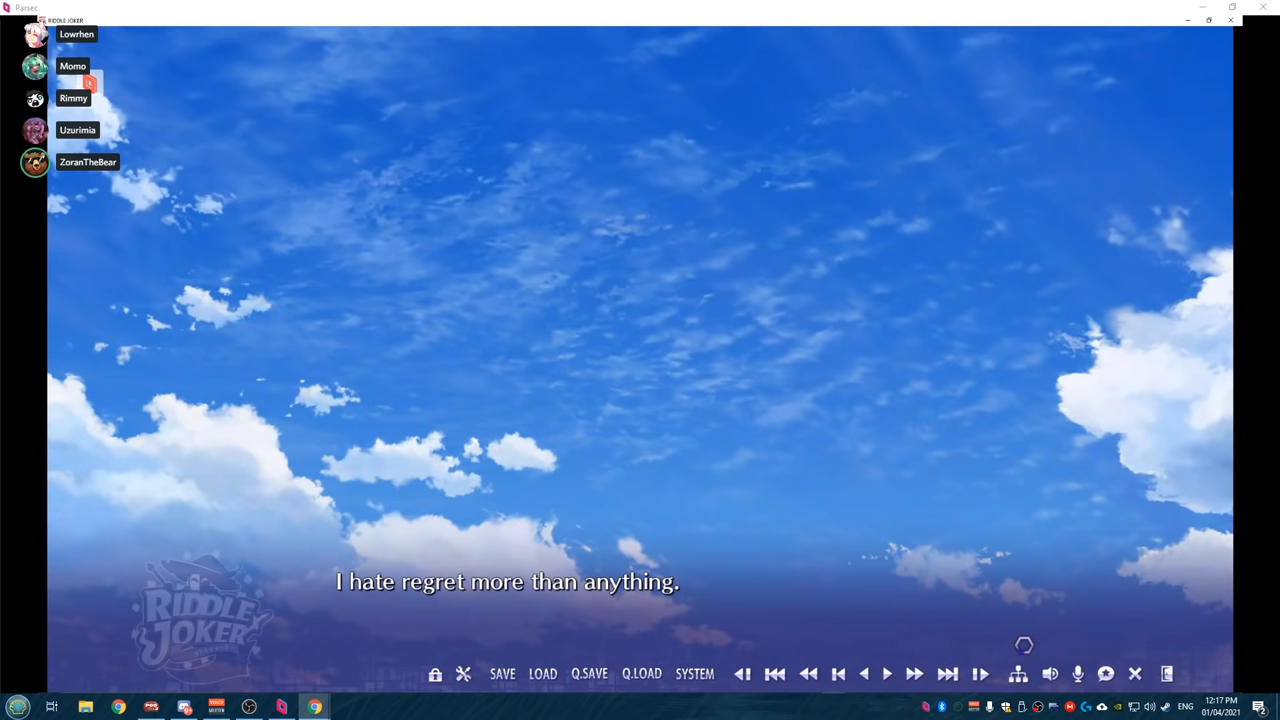 Parsec
RIDDLE JOKER
Lowrhen
Momo
Rimmy
Uzurimia
ZoranTheBear
I hate regret more than anything.
RIDDLE
JOKER
SAVE LOAD Q.SAVE Q.LOAD SYSTEM
ENG
12:17 PM
01/04/2021